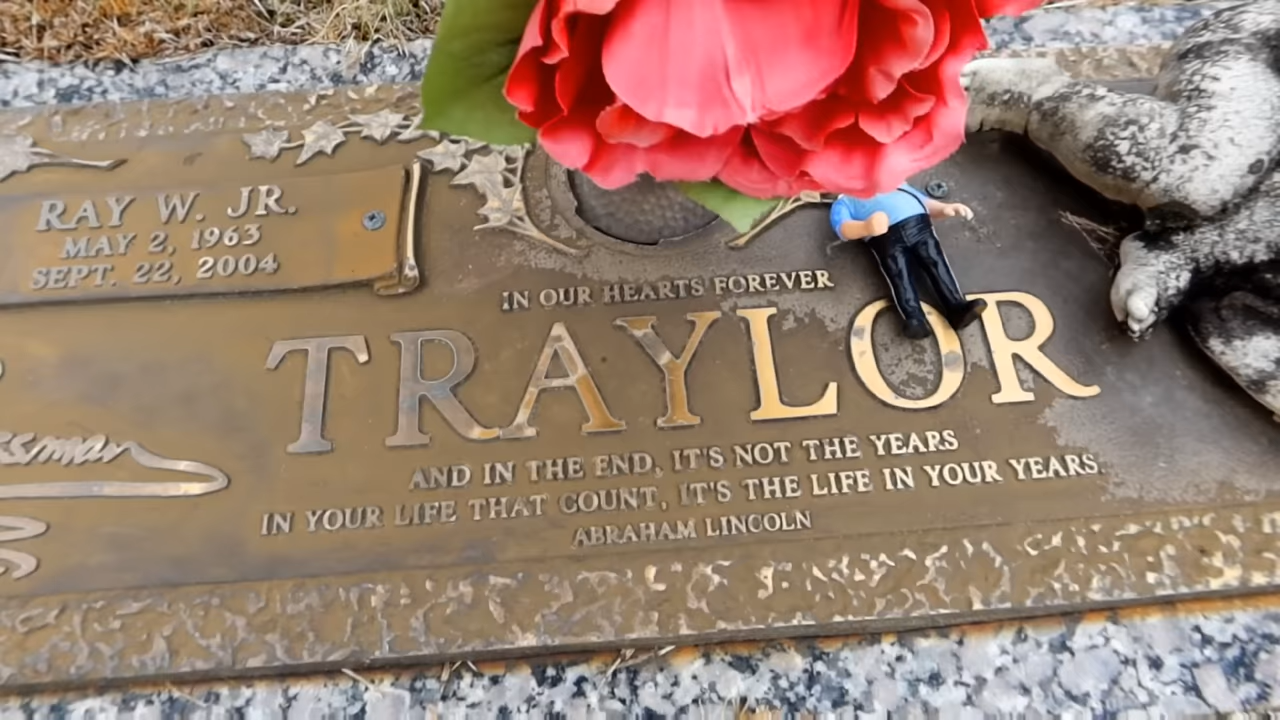 RAY W. JR.
MAY 2, 1963
SEPT. 22, 2004
IN OUR HEARTS FOREVER
TRAYLOR
AND IN THE END, IT'S NOT THE YEARS
IN YOUR LIFE THAT COUNT, IT'S THE LIFE IN YOUR YEARS.
ABRAHAM LINCOLN